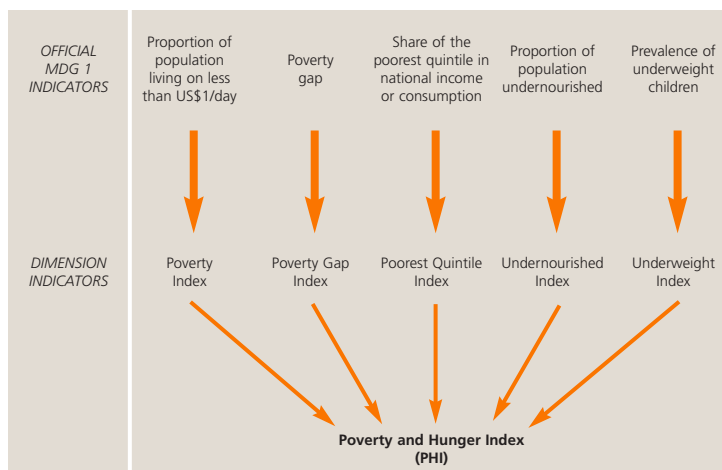 OFFICIAL
MDG 1
INDICATORS
Proportion of
population
living on less
than US$1/day
Poverty
gap
Share of the
poorest quintile in
national income
or consumption
Proportion of
population
undernourished
Prevalence of
underweight
children
DIMENSION
INDICATORS
Poverty
Index
Poverty Gap
Index
Poorest Quintile
Index
Undernourished
Index
Underweight
Index
Poverty and Hunger Index
(PHI)